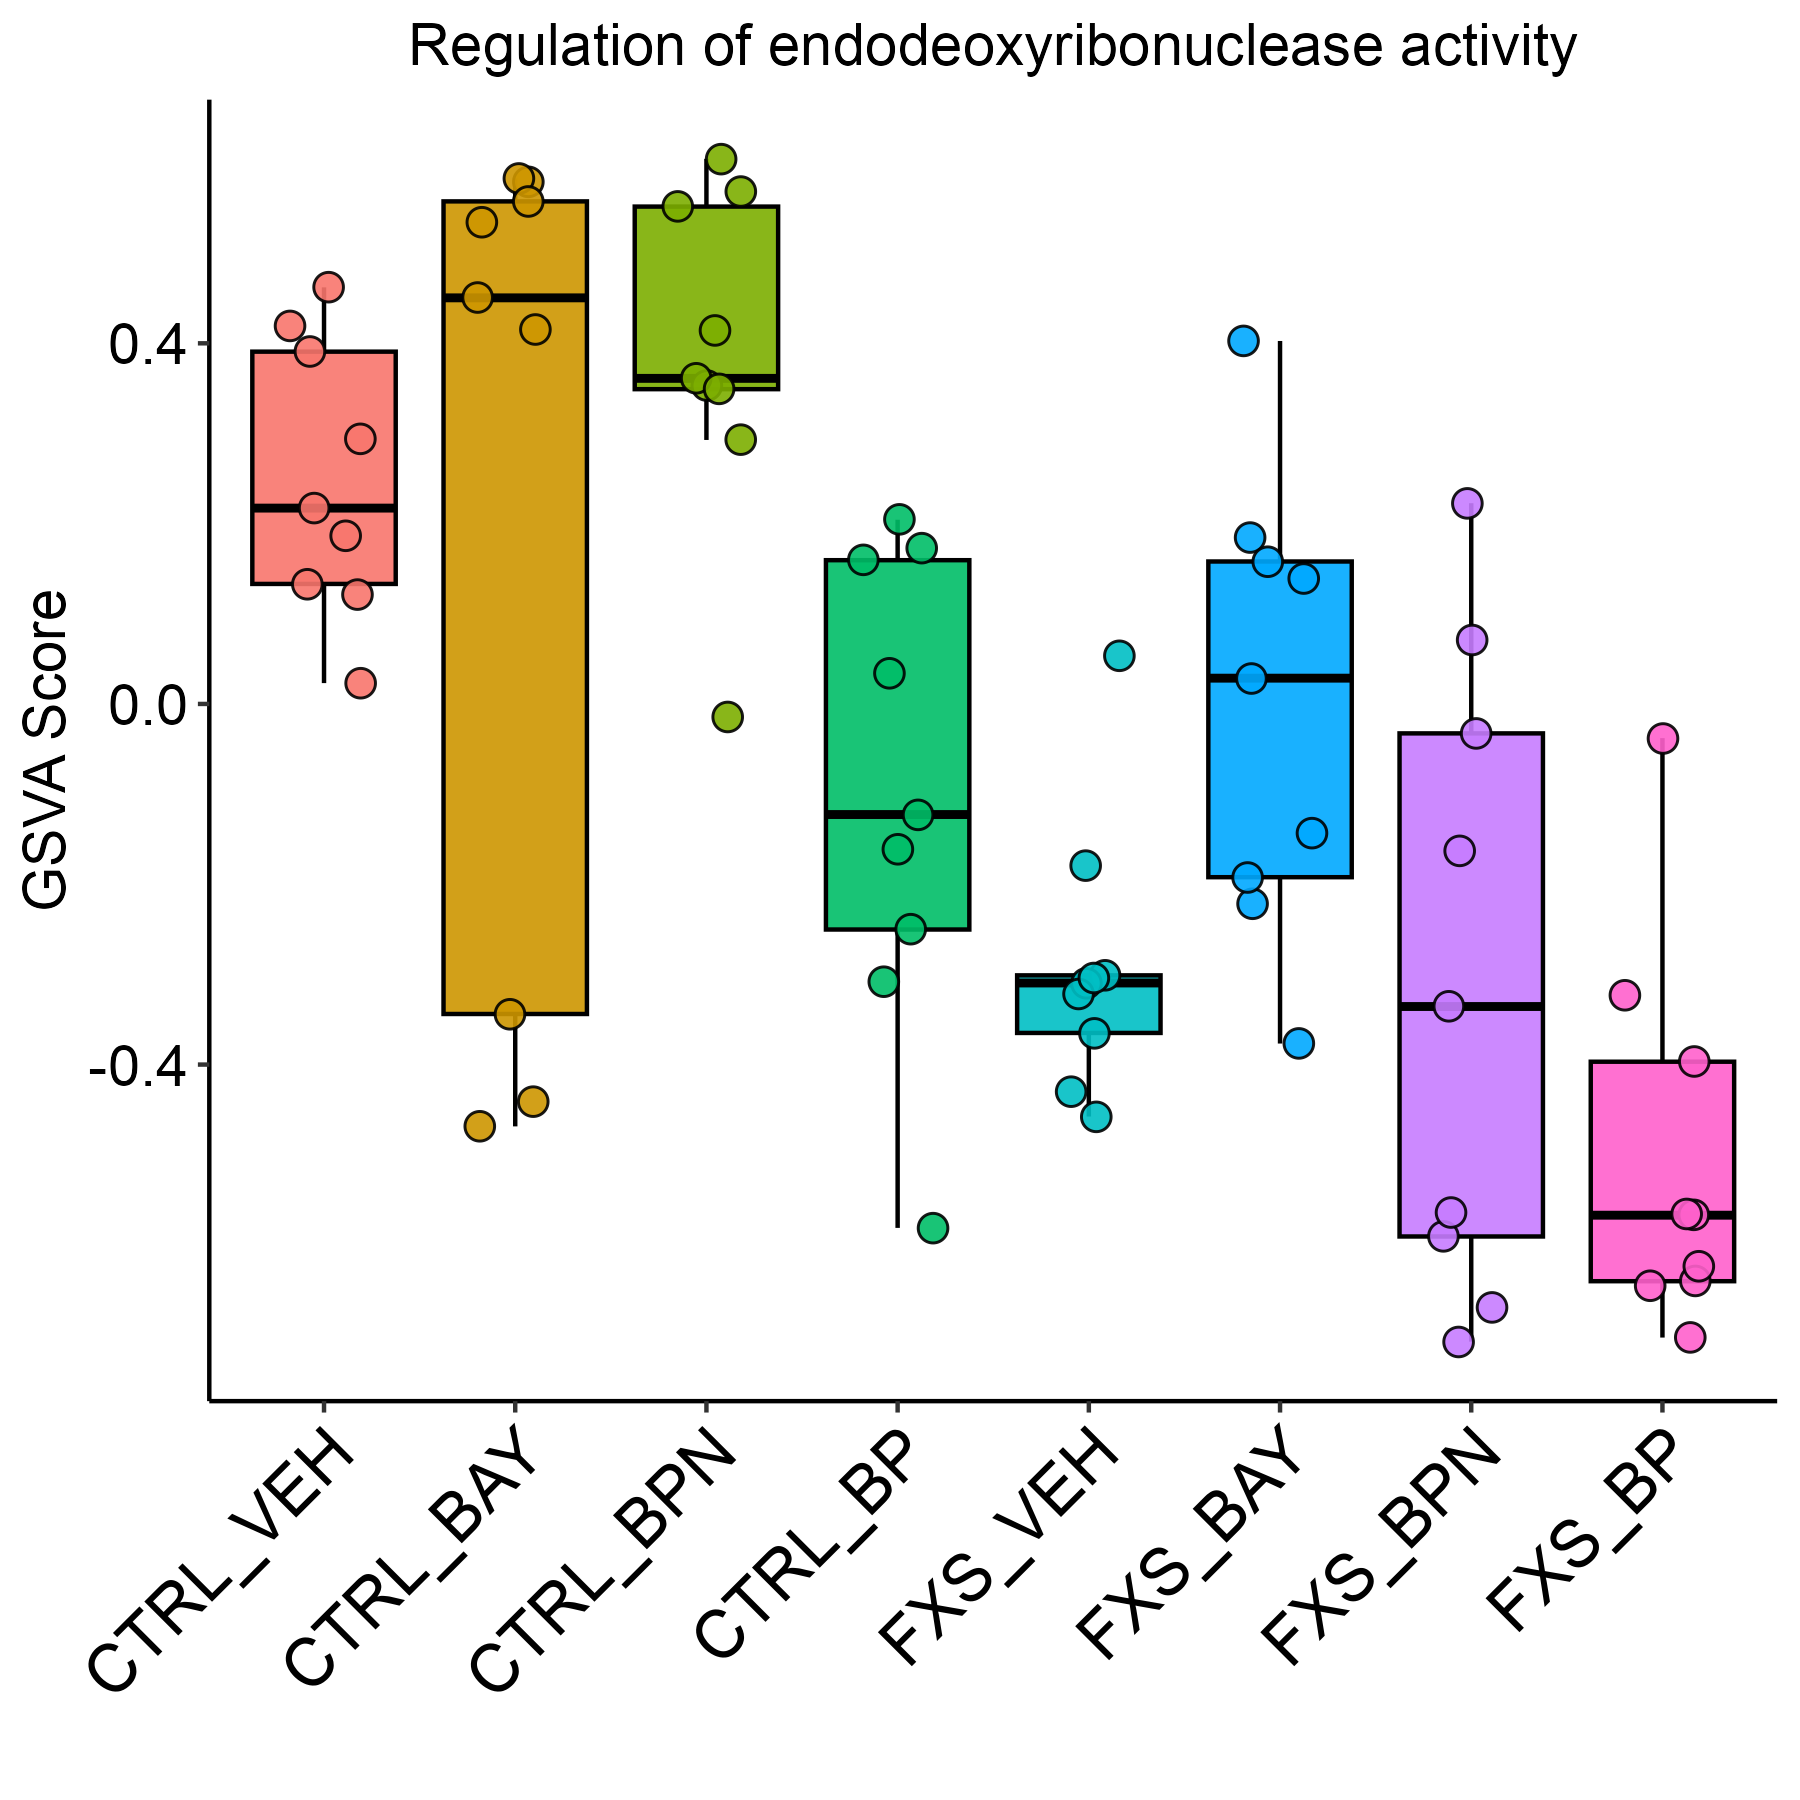 Regulation of endodeoxyribonuclease activity
GSVA Score
0.4
0.0
-0.4
CTRL_VEH
CTRL_BAY
CTRL_BPN
CTRL_BP
FXS_VEH
FXS_BAY
FXS_BPN
FXS_BP